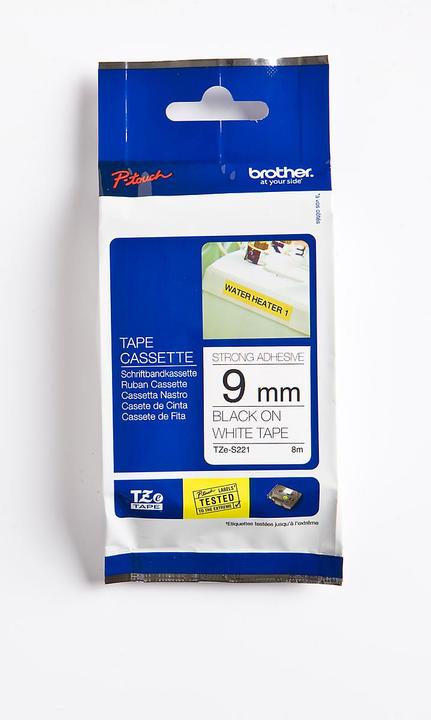 P-touch
brother.
at your side
WATER HEATER 1
TAPE
CASSETTE
Schriftbandkassette
Ruban Cassette
Cassetta Nastro
Casete de Cinta
Cassete de Fita
STRONG ADHESIVE
9 mm
BLACK ON
WHITE TAPE
TZe-S221
8m
TZe
TAPE
P-touch LABELS
TESTED
TO THE EXTREME
*Etiquettes testées jusqu'à l'extrême